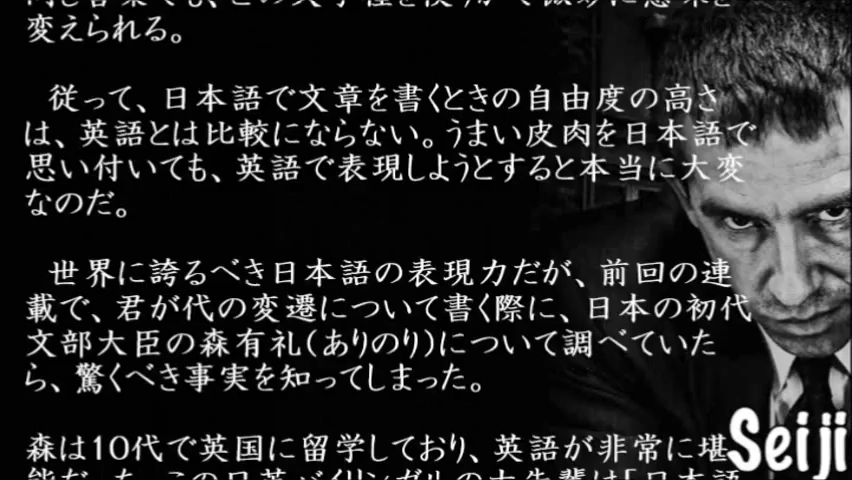 変えられる。
従って、日本語で文章を書くときの自由度の高さ
は、英語とは比較にならない。うまい皮肉を日本語で
思い付いても、英語で表現しようとすると本当に大変
なのだ。
世界に誇るべき日本語の表現力だが、前回の連
載で、君が代の変遷について書く際に、日本の初代
文部大臣の森有礼(ありのり)について調べていた
ら、驚くべき事実を知ってしまった。
森は10代で英国に留学しており、英語が非常に堪
Seiji